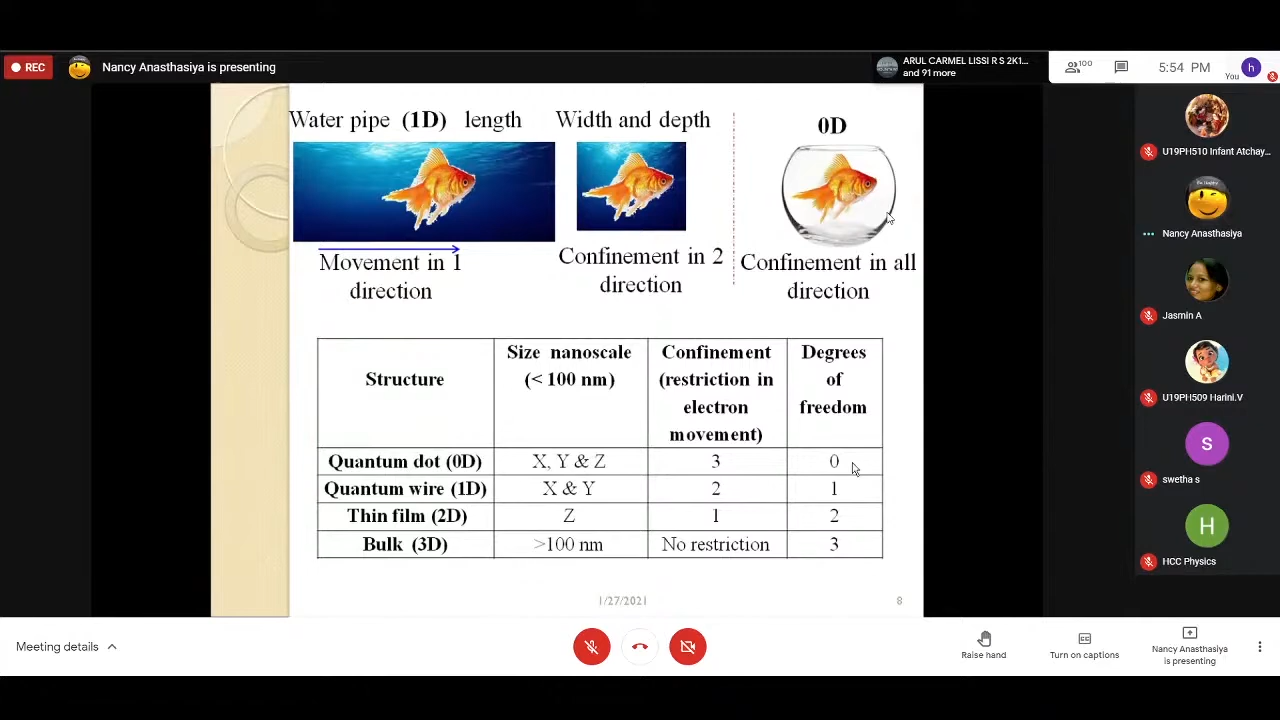 REC
Nancy Anasthasiya is presenting
ARUL CARMEL LISSI R S 2K1...
and 91 more
100
5:54 PM
You
h
Water pipe (1D) length
Width and depth
0D
Movement in 1
direction
Confinement in 2
direction
Confinement in all
direction
Structure
Size nanoscale
(< 100 nm)
Confinement
(restriction in
electron
movement)
Degrees
of
freedom
Quantum dot (0D) X, Y & Z 3 0
Quantum wire (1D) X & Y 2 1
Thin film (2D) Z 1 2
Bulk (3D) >100 nm No restriction 3
1/27/2021
8
U19PH510 Infant Atchay...
Nancy Anasthasiya
Jasmin A
U19PH509 Harini.V
S
swetha s
H
HCC Physics
Meeting details
Raise hand
Turn on captions
Nancy Anasthasiya
is presenting